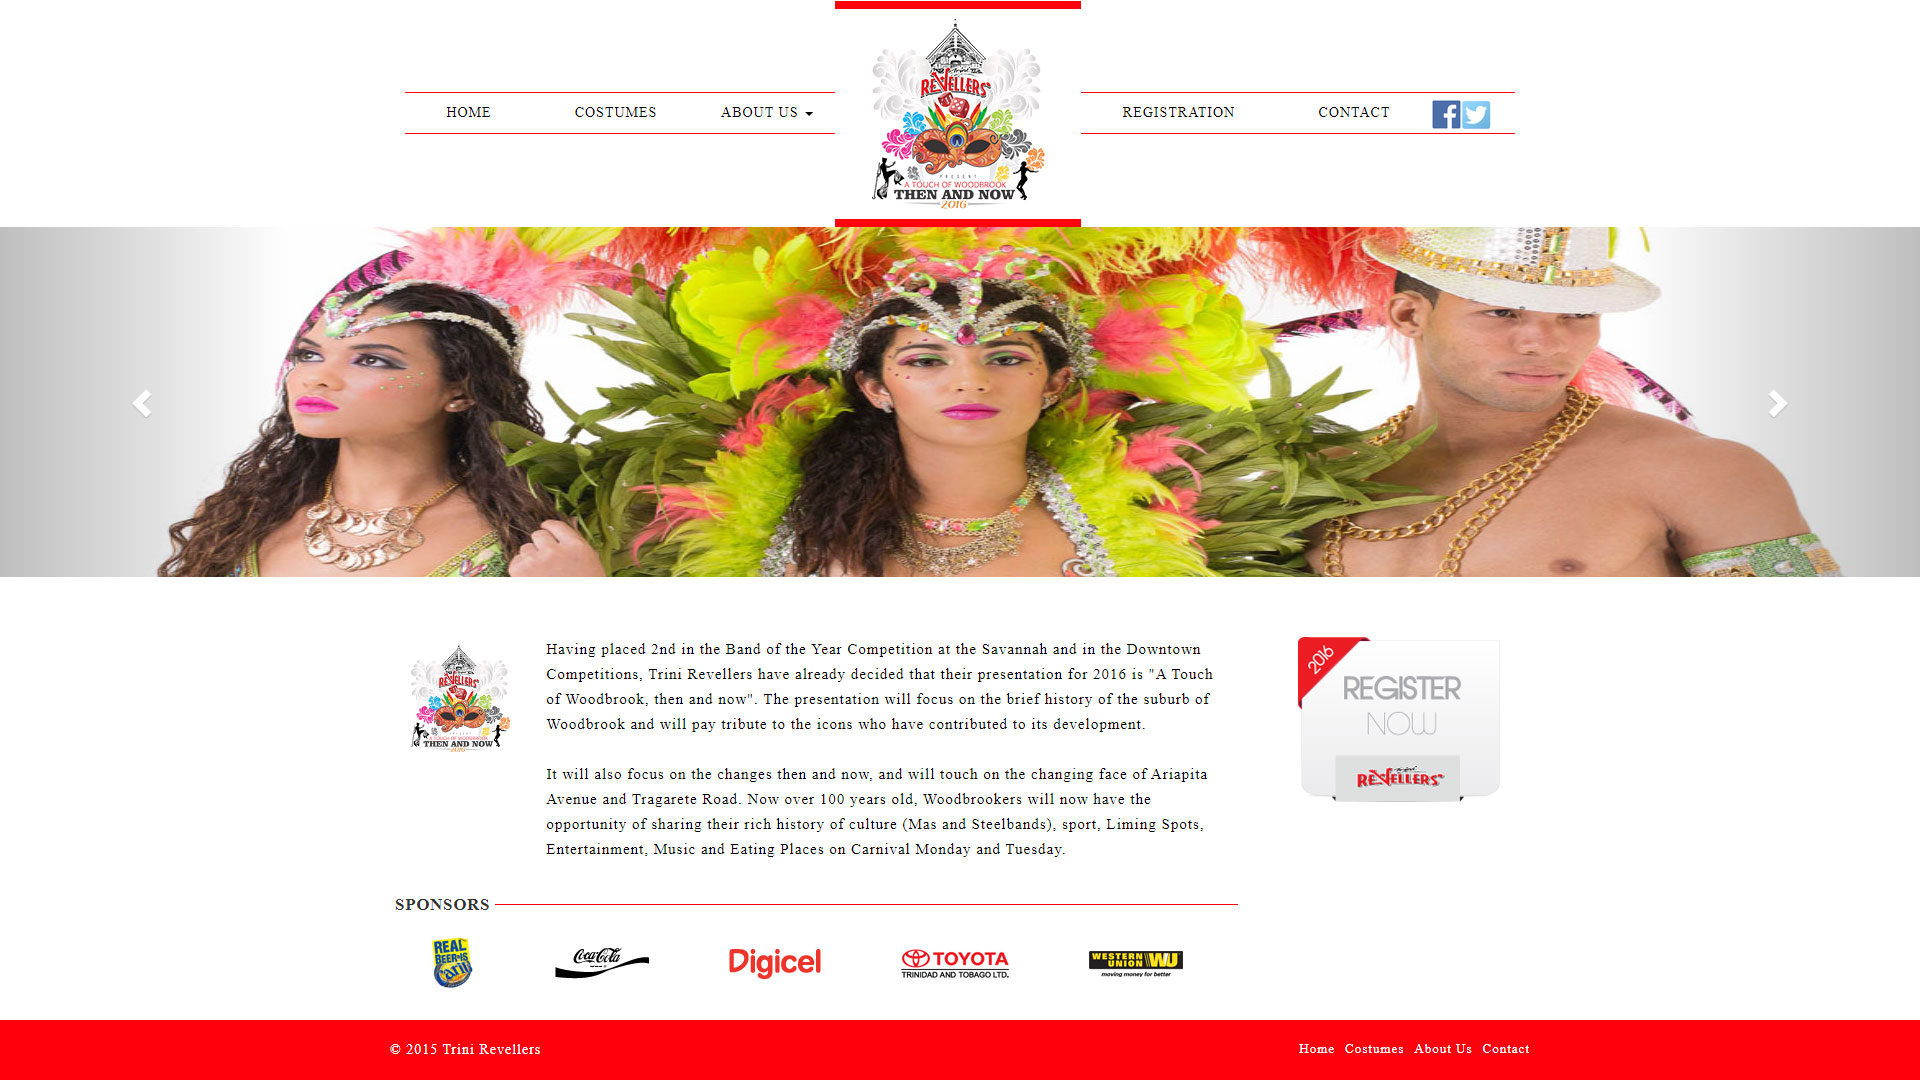 HOME
COSTUMES
ABOUT US
REVELLERS
PRESENT
A TOUCH OF WOODBROOK
THEN AND NOW
2016
REGISTRATION
CONTACT
Having placed 2nd in the Band of the Year Competition at the Savannah and in the Downtown
Competitions, Trini Revellers have already decided that their presentation for 2016 is "A Touch
of Woodbrook, then and now". The presentation will focus on the brief history of the suburb of
Woodbrook and will pay tribute to the icons who have contributed to its development.
It will also focus on the changes then and now, and will touch on the changing face of Ariapita
Avenue and Tragarete Road. Now over 100 years old, Woodbrookers will now have the
opportunity of sharing their rich history of culture (Mas and Steelbands), sport, Liming Spots,
Entertainment, Music and Eating Places on Carnival Monday and Tuesday.
REVELLERS
PRESENT
A TOUCH OF WOODBROOK
THEN AND NOW
2016
2016
REGISTER
NOW
REVELLERS
SPONSORS
REAL
BEER IS
Carib
Coca-Cola
Digicel
TOYOTA
TRINIDAD AND TOBAGO LTD.
WESTERN
UNION WU
moving money for better
© 2015 Trini Revellers
Home Costumes About Us Contact